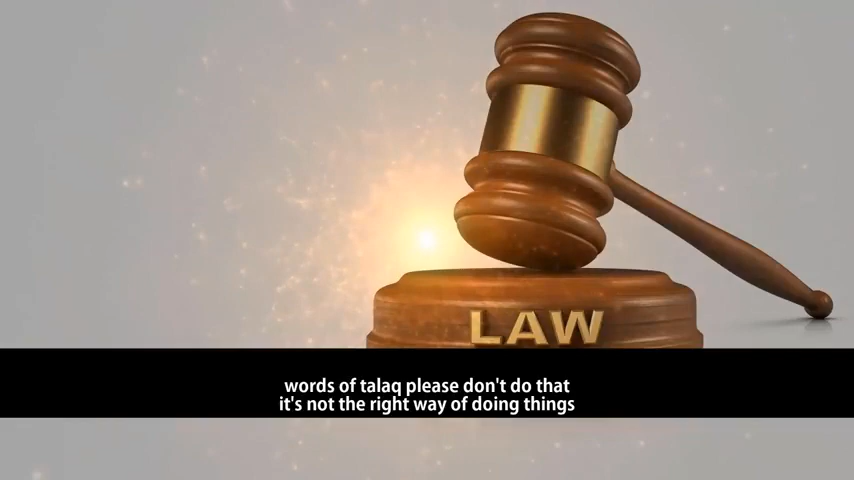 LAW
words of talaq please don't do that
it's not the right way of doing things